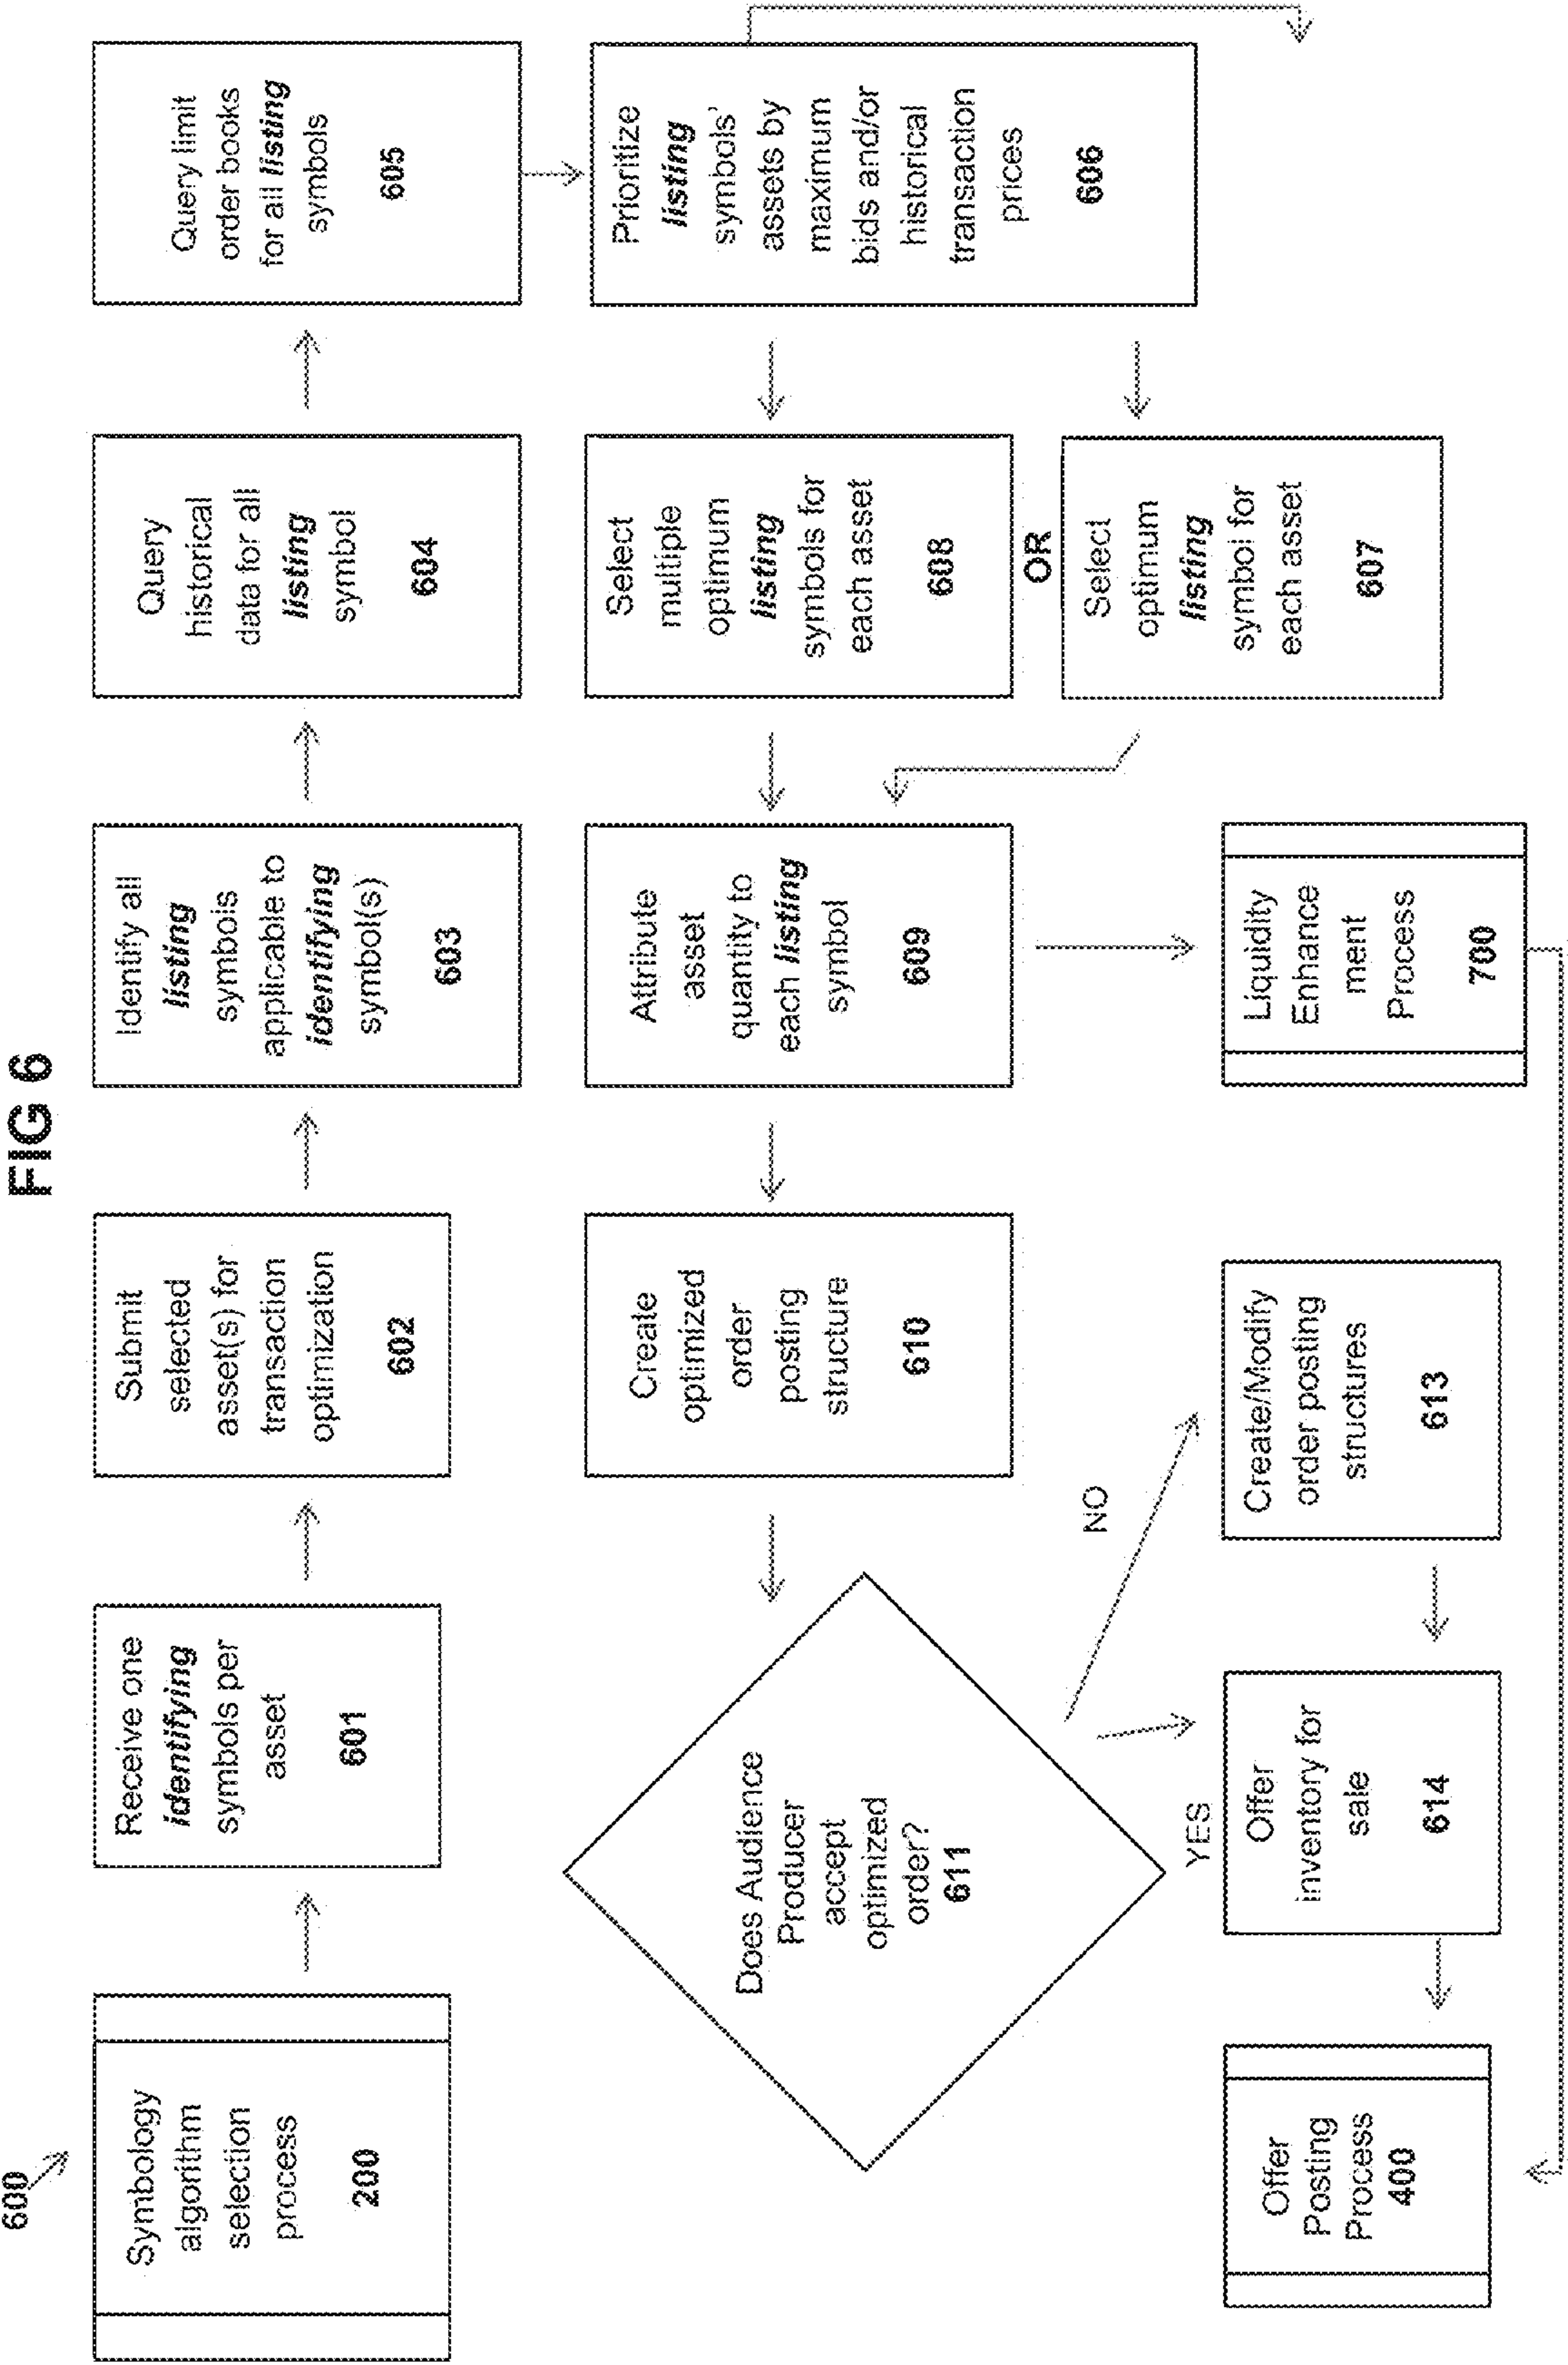 FIG 6
600
Symbology
algorithm
selection
process
200
Receive one
identifying
symbols per
asset
601
Submit
selected
asset(s) for
transaction
optimization
602
Identify all
listing
symbols
applicable to
identifying
symbol(s)
603
Query
historical
data for all
listing
symbol
604
Query limit
order books
for all listing
symbols
605
Prioritize
listing
symbols'
assets by
maximum
bids and/or
historical
transaction
prices
606
Select
multiple
optimum
listing
symbols for
each asset
608
OR
Select
optimum
listing
symbol for
each asset
607
Attribute
asset
quantity to
each listing
symbol
609
Liquidity
Enhance
ment
Process
700
Create
optimized
order
posting
structure
610
Does Audience
Producer
accept
optimized
order?
611
NO
YES
Create/Modify
order posting
structures
613
Offer
inventory for
sale
614
Offer
Posting
Process
400